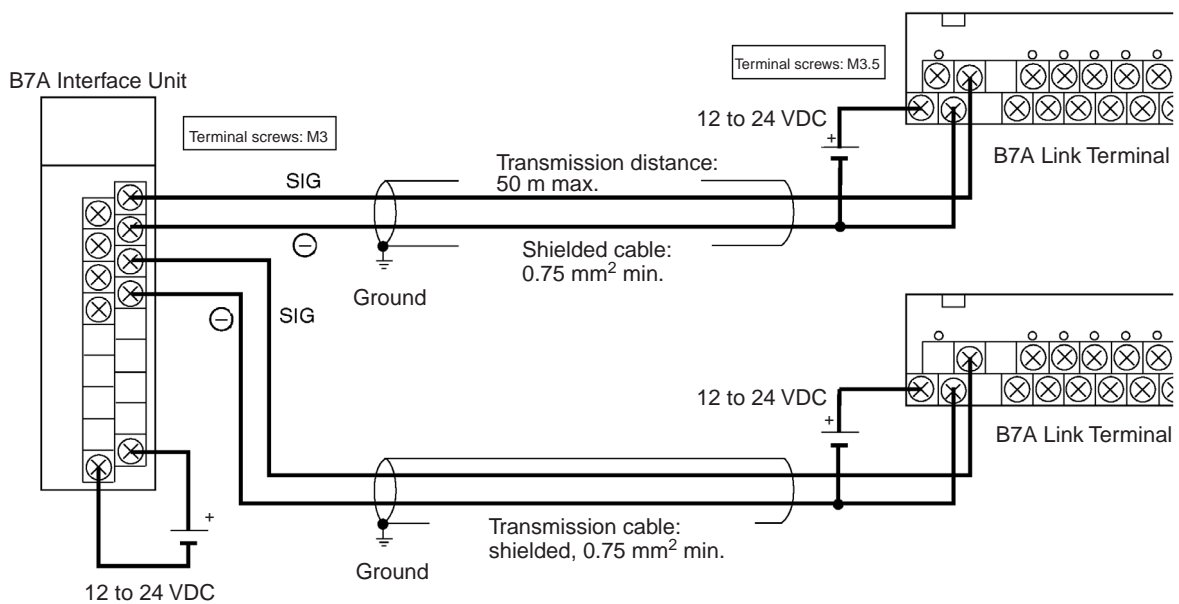 B7A Interface Unit
Terminal screws: M3
Terminal screws: M3.5
12 to 24 VDC
+
B7A Link Terminal
SIG
Transmission distance:
50 m max.
⊖
Shielded cable:
0.75 mm² min.
Ground
⊖
SIG
12 to 24 VDC
+
B7A Link Terminal
+
12 to 24 VDC
Transmission cable:
shielded, 0.75 mm² min.
Ground